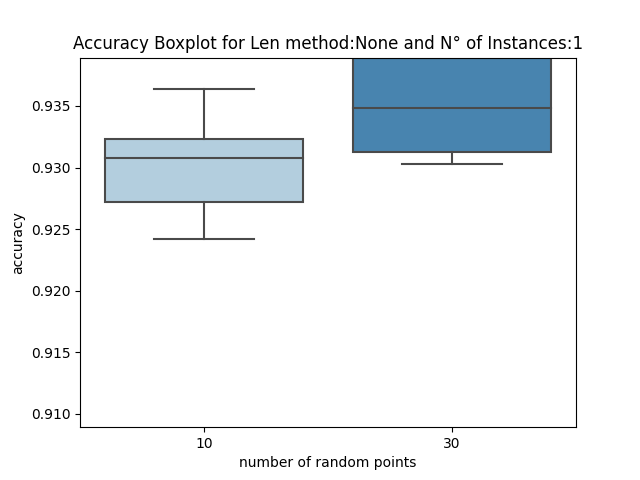 Accuracy Boxplot for Len method:None and N° of Instances:1
0.935
0.930
0.925
0.920
0.915
0.910
accuracy
10
30
number of random points